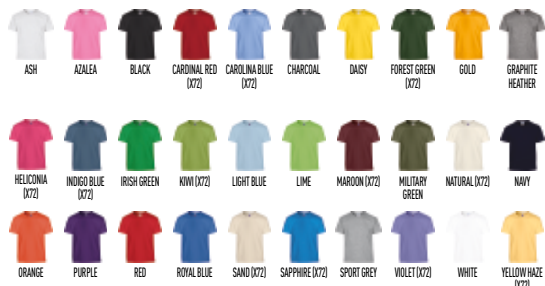 ASH AZALEA BLACK CARDINAL RED CAROLINA BLUE CHARCOAL DAISY FOREST GREEN GOLD GRAPHITE
(X72) (X72) (X72) HEATHER
HELICONIA INDIGO BLUE IRISH GREEN KIWI (X72) LIGHT BLUE LIME MAROON (X72) MILITARY NATURAL (X72) NAVY
(X72) (X72) GREEN
ORANGE PURPLE RED ROYAL BLUE SAND (X72) SAPPHIRE (X72) SPORT GREY VIOLET (X72) WHITE YELLOW HAZE
(X72)